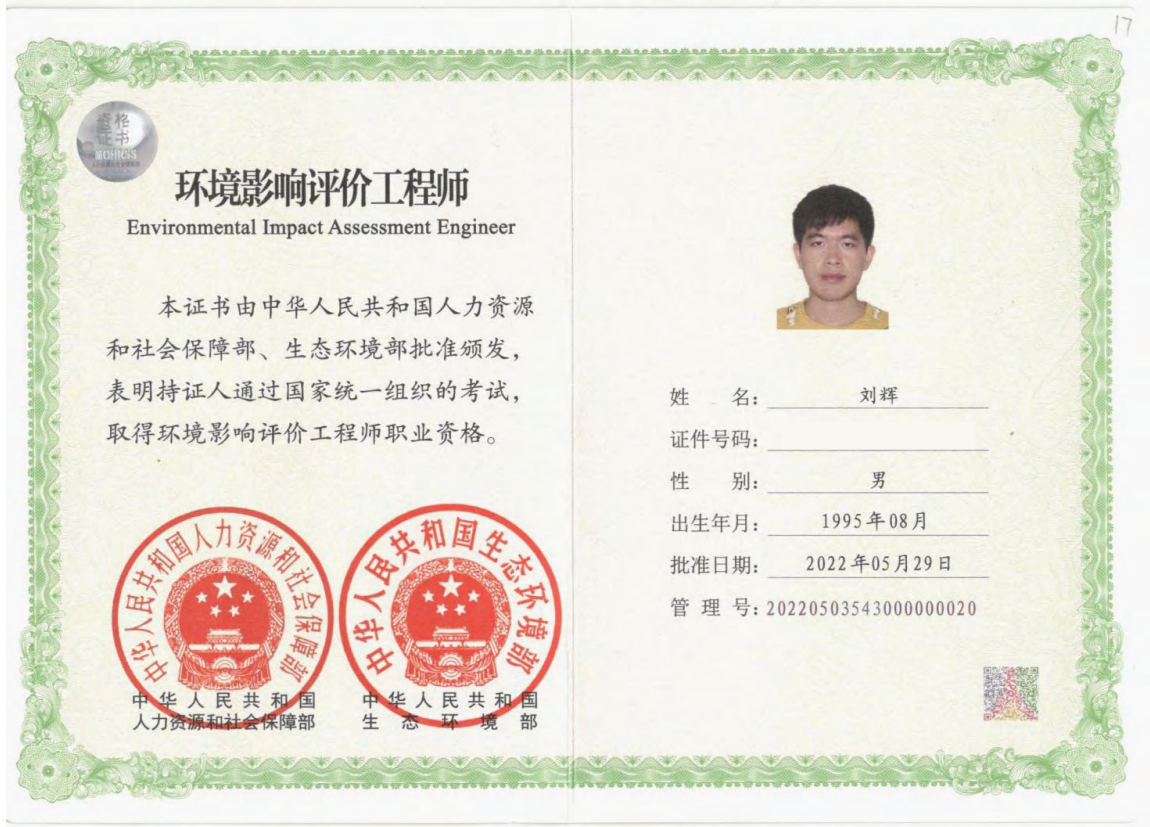 17
资格
证书
MOHRSS
环境影响评价工程师
Environmental Impact Assessment Engineer
本证书由中华人民共和国人力资源
和社会保障部、生态环境部批准颁发，
表明持证人通过国家统一组织的考试，
取得环境影响评价工程师职业资格。
中华人民共和国人力资源和社会保障部
中华人民共和国生态环境部
中华人民共和国
人力资源和社会保障部
中华人民共和国
生态环境部
姓名：刘辉
证件号码：
性别：男
出生年月：1995年08月
批准日期：2022年05月29日
管理号：20220503543000000020